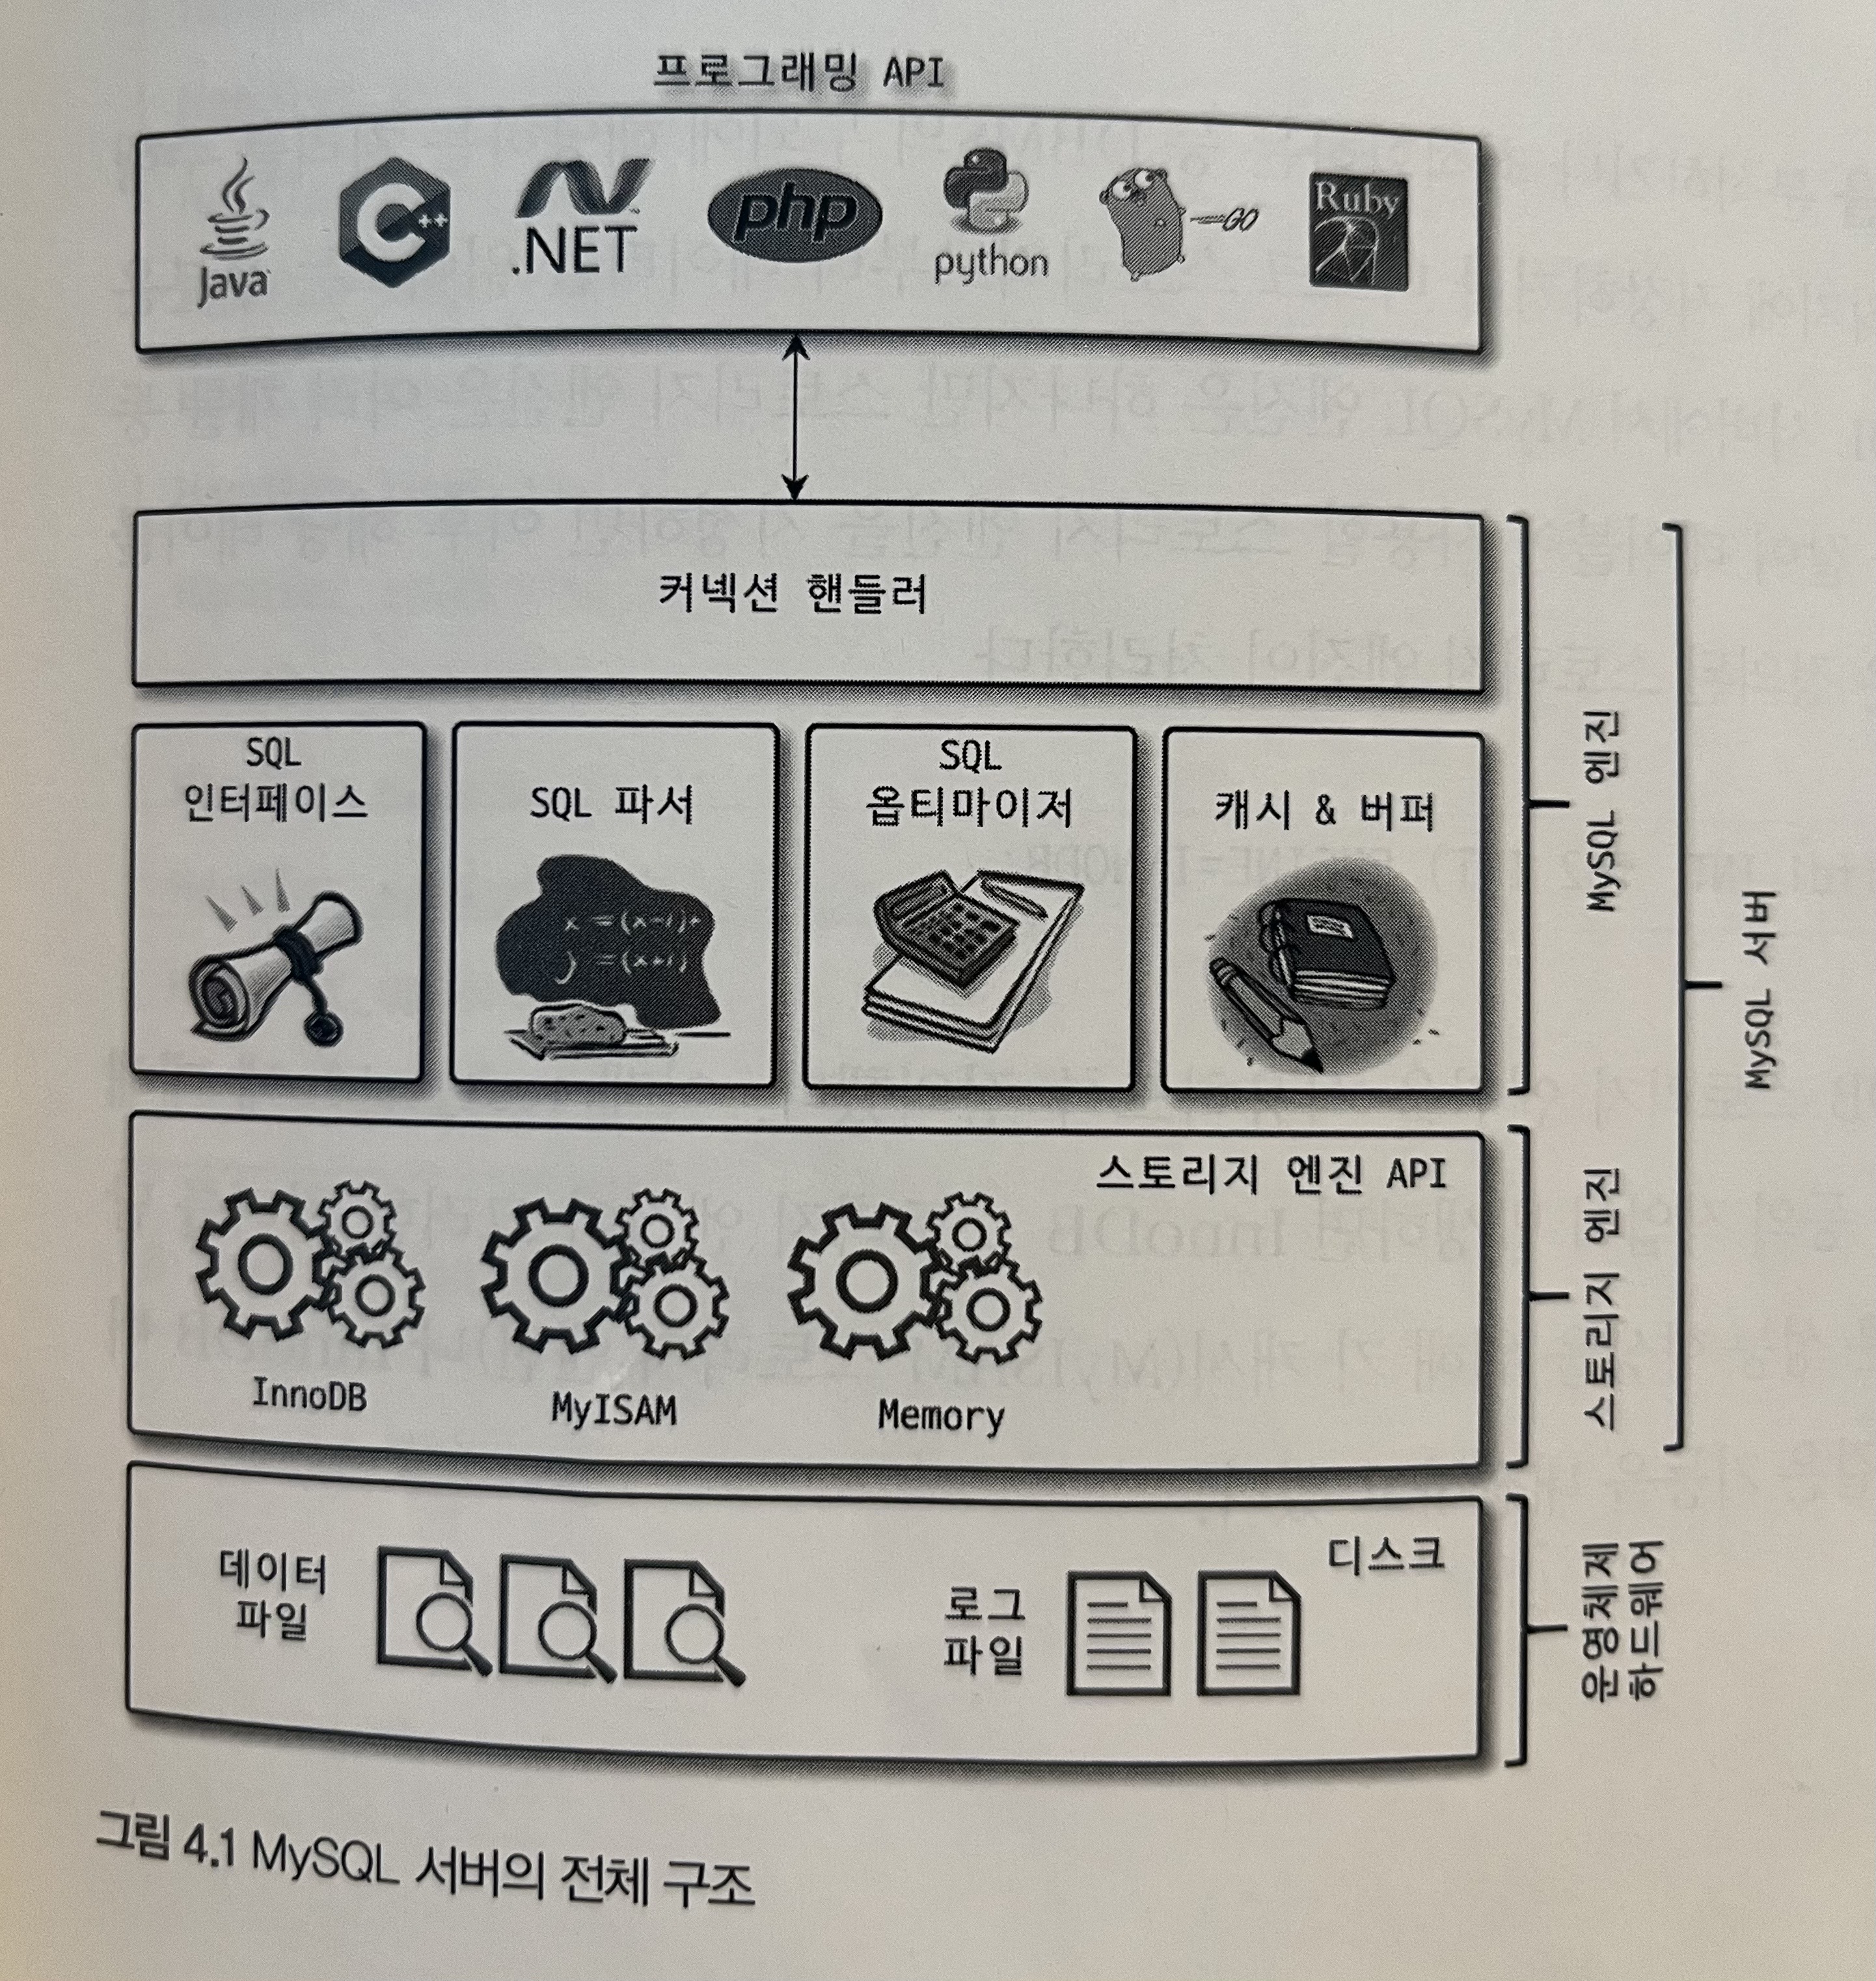 프로그래밍 API
Java
C++
.NET
php
python
GO
Ruby
커넥션 핸들러
SQL
인터페이스
SQL 파서
x =(x-i)+
) =(x+i)
SQL
옵티마이저
캐시 & 버퍼
MySQL 엔진
MySQL 서버
스토리지 엔진 API
InnoDB
MyISAM
Memory
스토리지 엔진
데이터
파일
로그
파일
디스크
운영체제
하드웨어
그림 4.1 MySQL 서버의 전체 구조